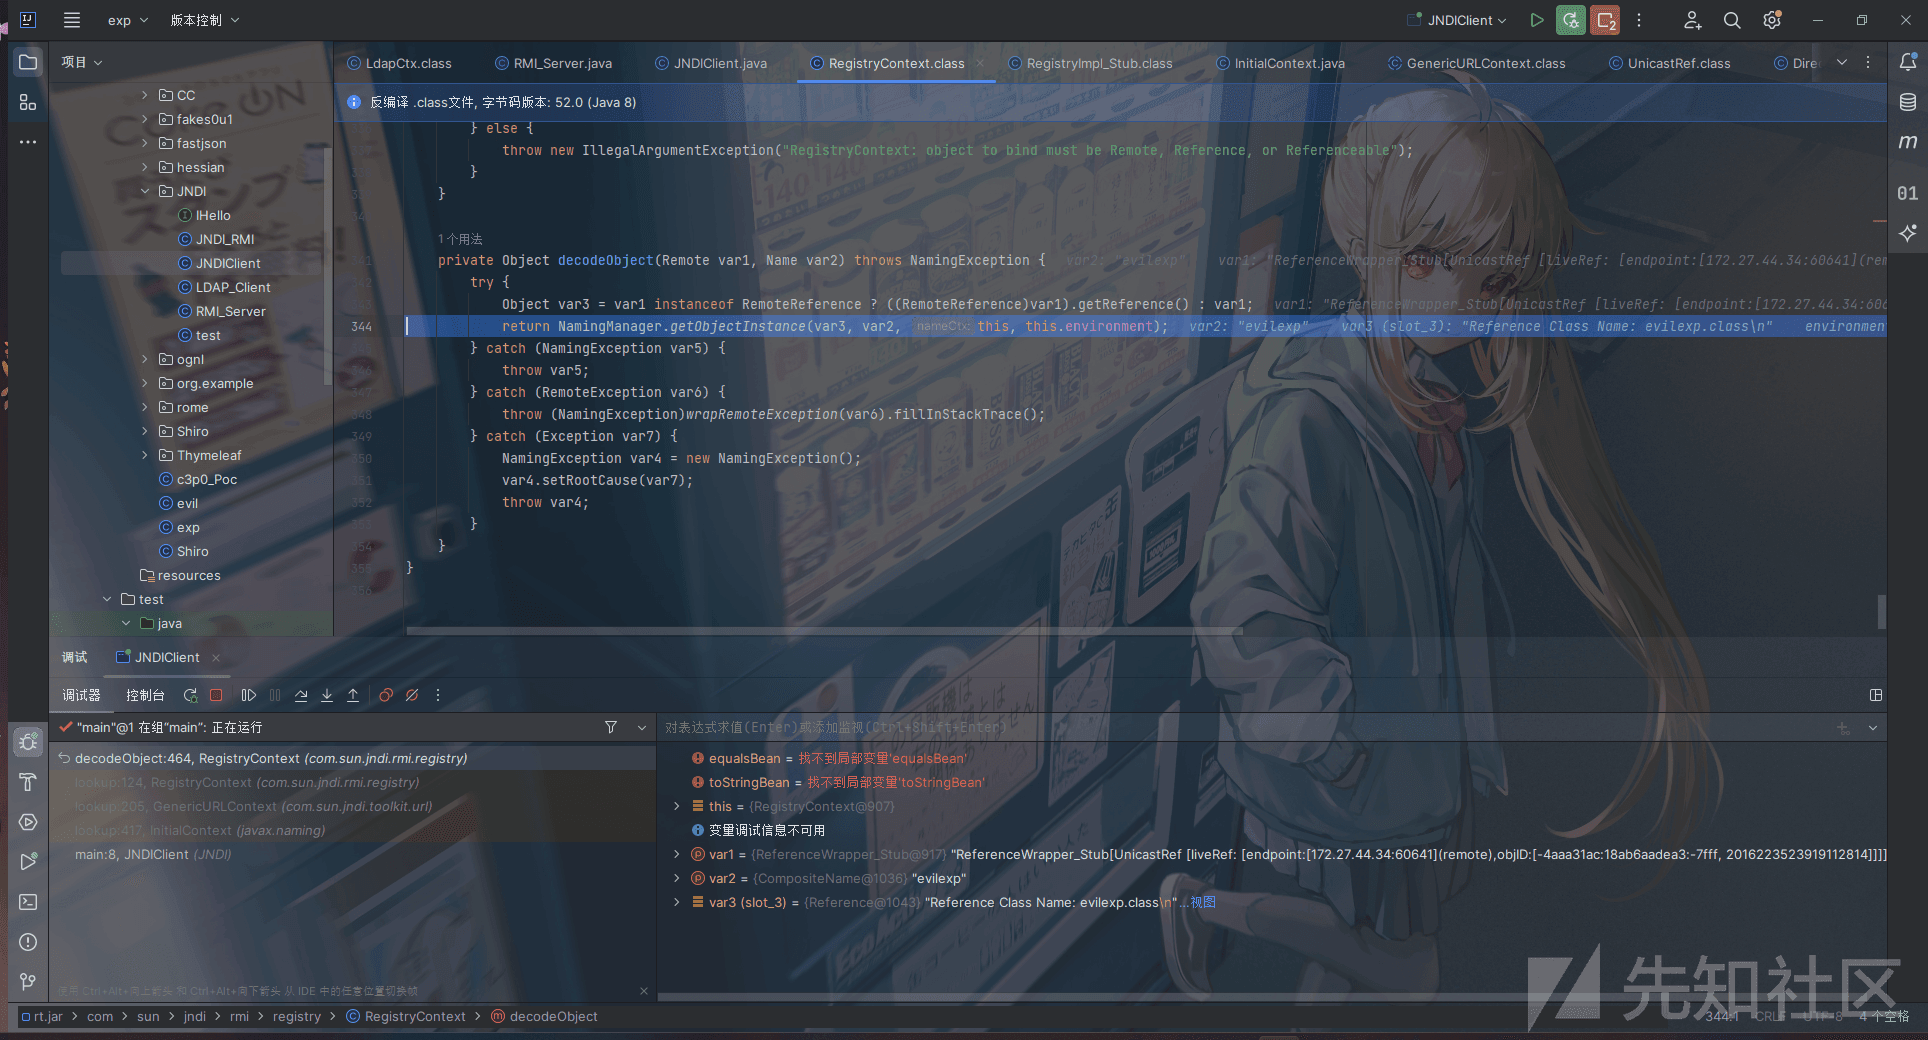 exp
版本控制
JNDIClient
2
项目
LdapCtx.class
RMI_Server.java
JNDIClient.java
RegistryContext.class
RegistryImpl_Stub.class
InitialContext.java
GenericURLContext.class
UnicastRef.class
Dire
CC
fakes0u1
fastjson
hessian
JNDI
IHello
JNDI_RMI
JNDIClient
LDAP_Client
RMI_Server
test
ognl
org.example
rome
Shiro
Thymeleaf
c3p0_Poc
evil
exp
Shiro
resources
test
java
反编译 .class文件, 字节码版本: 52.0 (Java 8)
} else {
throw new IllegalArgumentException("RegistryContext: object to bind must be Remote, Reference, or Referenceable");
}
}
1 个用法
private Object decodeObject(Remote var1, Name var2) throws NamingException { var2: "evilexp" var1: "ReferenceWrapper_Stub[UnicastRef [liveRef: [endpoint:[172.27.44.34:60641](rem
try {
Object var3 = var1 instanceof RemoteReference ? ((RemoteReference)var1).getReference() : var1; var1: "ReferenceWrapper_Stub[UnicastRef [liveRef: [endpoint:[172.27.44.34:606
344 return NamingManager.getObjectInstance(var3, var2, nameCtx: this, this.environment); var2: "evilexp" var3 (slot_3): "Reference Class Name: evilexp.class\n" environment
} catch (NamingException var5) {
throw var5;
} catch (RemoteException var6) {
348 throw (NamingException)wrapRemoteException(var6).fillInStackTrace();
349 } catch (Exception var7) {
350 NamingException var4 = new NamingException();
351 var4.setRootCause(var7);
352 throw var4;
}
354 }
355 }
356
调试
JNDIClient
调试器
控制台
"main"@1 在组"main": 正在运行
decodeObject:464, RegistryContext (com.sun.jndi.rmi.registry)
lookup:124, RegistryContext (com.sun.jndi.rmi.registry)
lookup:205, GenericURLContext (com.sun.jndi.toolkit.url)
lookup:417, InitialContext (javax.naming)
main:8, JNDIClient (JNDI)
使用 Ctrl+Alt+向上箭头 和 Ctrl+Alt+向下箭头 从 IDE 中的任意位置切换帧
对表达式求值(Enter)或添加监视(Ctrl+Shift+Enter)
equalsBean = 找不到局部变量'equalsBean'
toStringBean = 找不到局部变量'toStringBean'
this = {RegistryContext@907}
变量调试信息不可用
var1 = {ReferenceWrapper_Stub@917} "ReferenceWrapper_Stub[UnicastRef [liveRef: [endpoint:[172.27.44.34:60641](remote),objID:[-4aaa31ac:18ab6aadea3:-7fff, 2016223523919112814]]]]
var2 = {CompositeName@1036} "evilexp"
var3 (slot_3) = {Reference@1043} "Reference Class Name: evilexp.class\n" ...视图
rt.jar > com > sun > jndi > rmi > registry > RegistryContext > decodeObject
344:1 CRLF UTF-8 4 个空格
先知社区